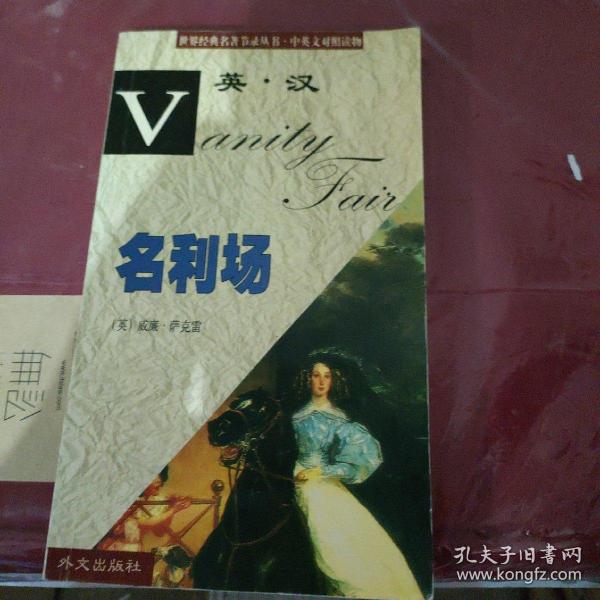 世界经典名著节录丛书·中英文对照读物
英·汉
Vanity
Fair
名利场
(英) 威廉·萨克雷
外文出版社
孔夫子旧书网
www.kongfz.com